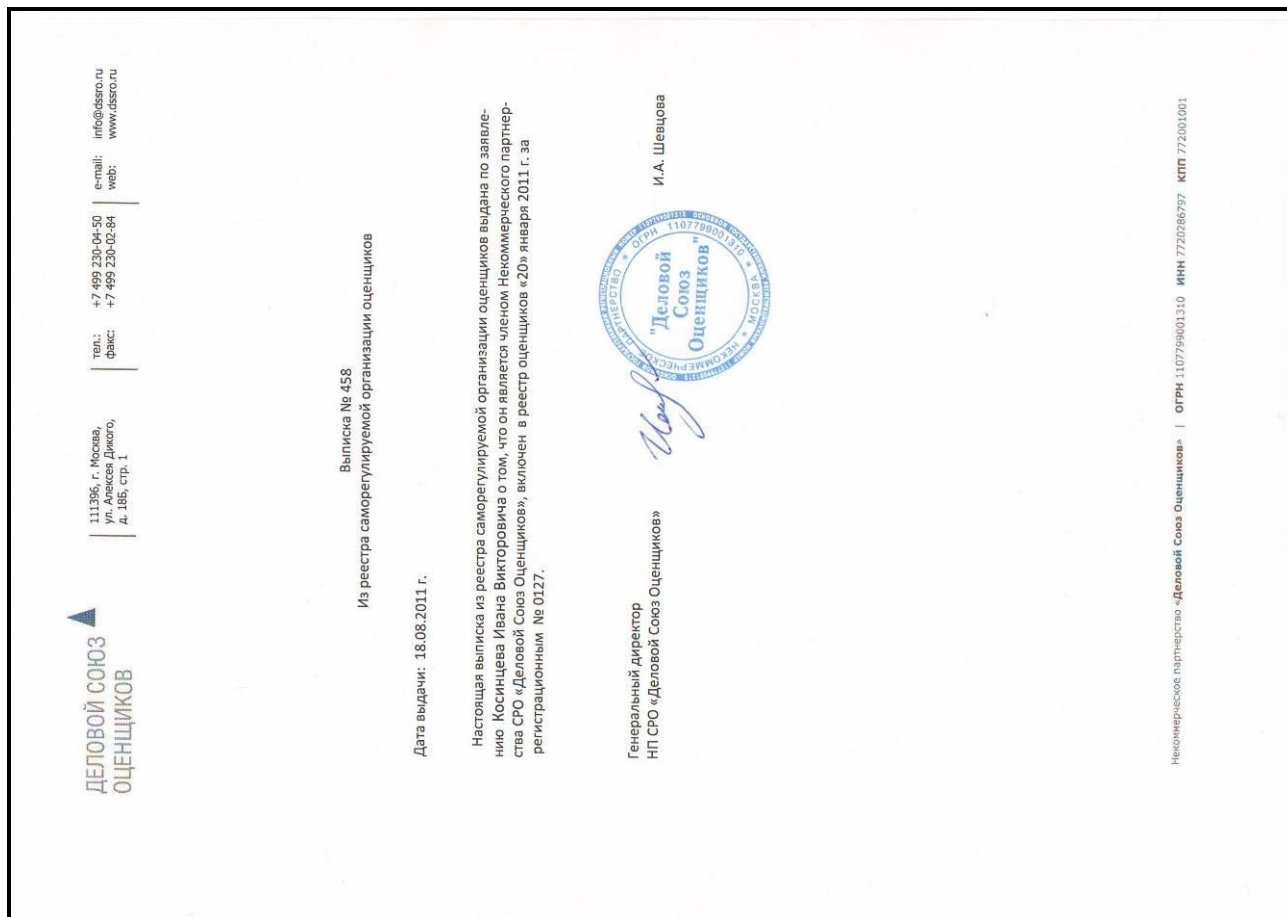 ДЕЛОВОЙ СОЮЗ
ОЦЕНЩИКОВ
111396, г. Москва,
ул. Алексея Дикого,
д. 18Б, стр. 1
тел.: +7 499 230-04-50
факс: +7 499 230-02-84
e-mail: info@dssro.ru
web: www.dssro.ru
Выписка № 458
Из реестра саморегулируемой организации оценщиков
Дата выдачи: 18.08.2011 г.
Настоящая выписка из реестра саморегулируемой организации оценщиков выдана по заявле-
нию Косинцева Ивана Викторовича о том, что он является членом Некоммерческого партнер-
ства СРО «Деловой Союз Оценщиков», включен в реестр оценщиков «20» января 2011 г. за
регистрационным № 0127.
Генеральный директор
НП СРО «Деловой Союз Оценщиков»
И.А. Шевцова
НЕКОММЕРЧЕСКОЕ ПАРТНЕРСТВО * ОГРН 1107799001310 * МОСКВА *
"Деловой
Союз
Оценщиков"
Некоммерческое партнерство «Деловой Союз Оценщиков» | ОГРН 1107799001310 ИНН 7720286797 КПП 772001001